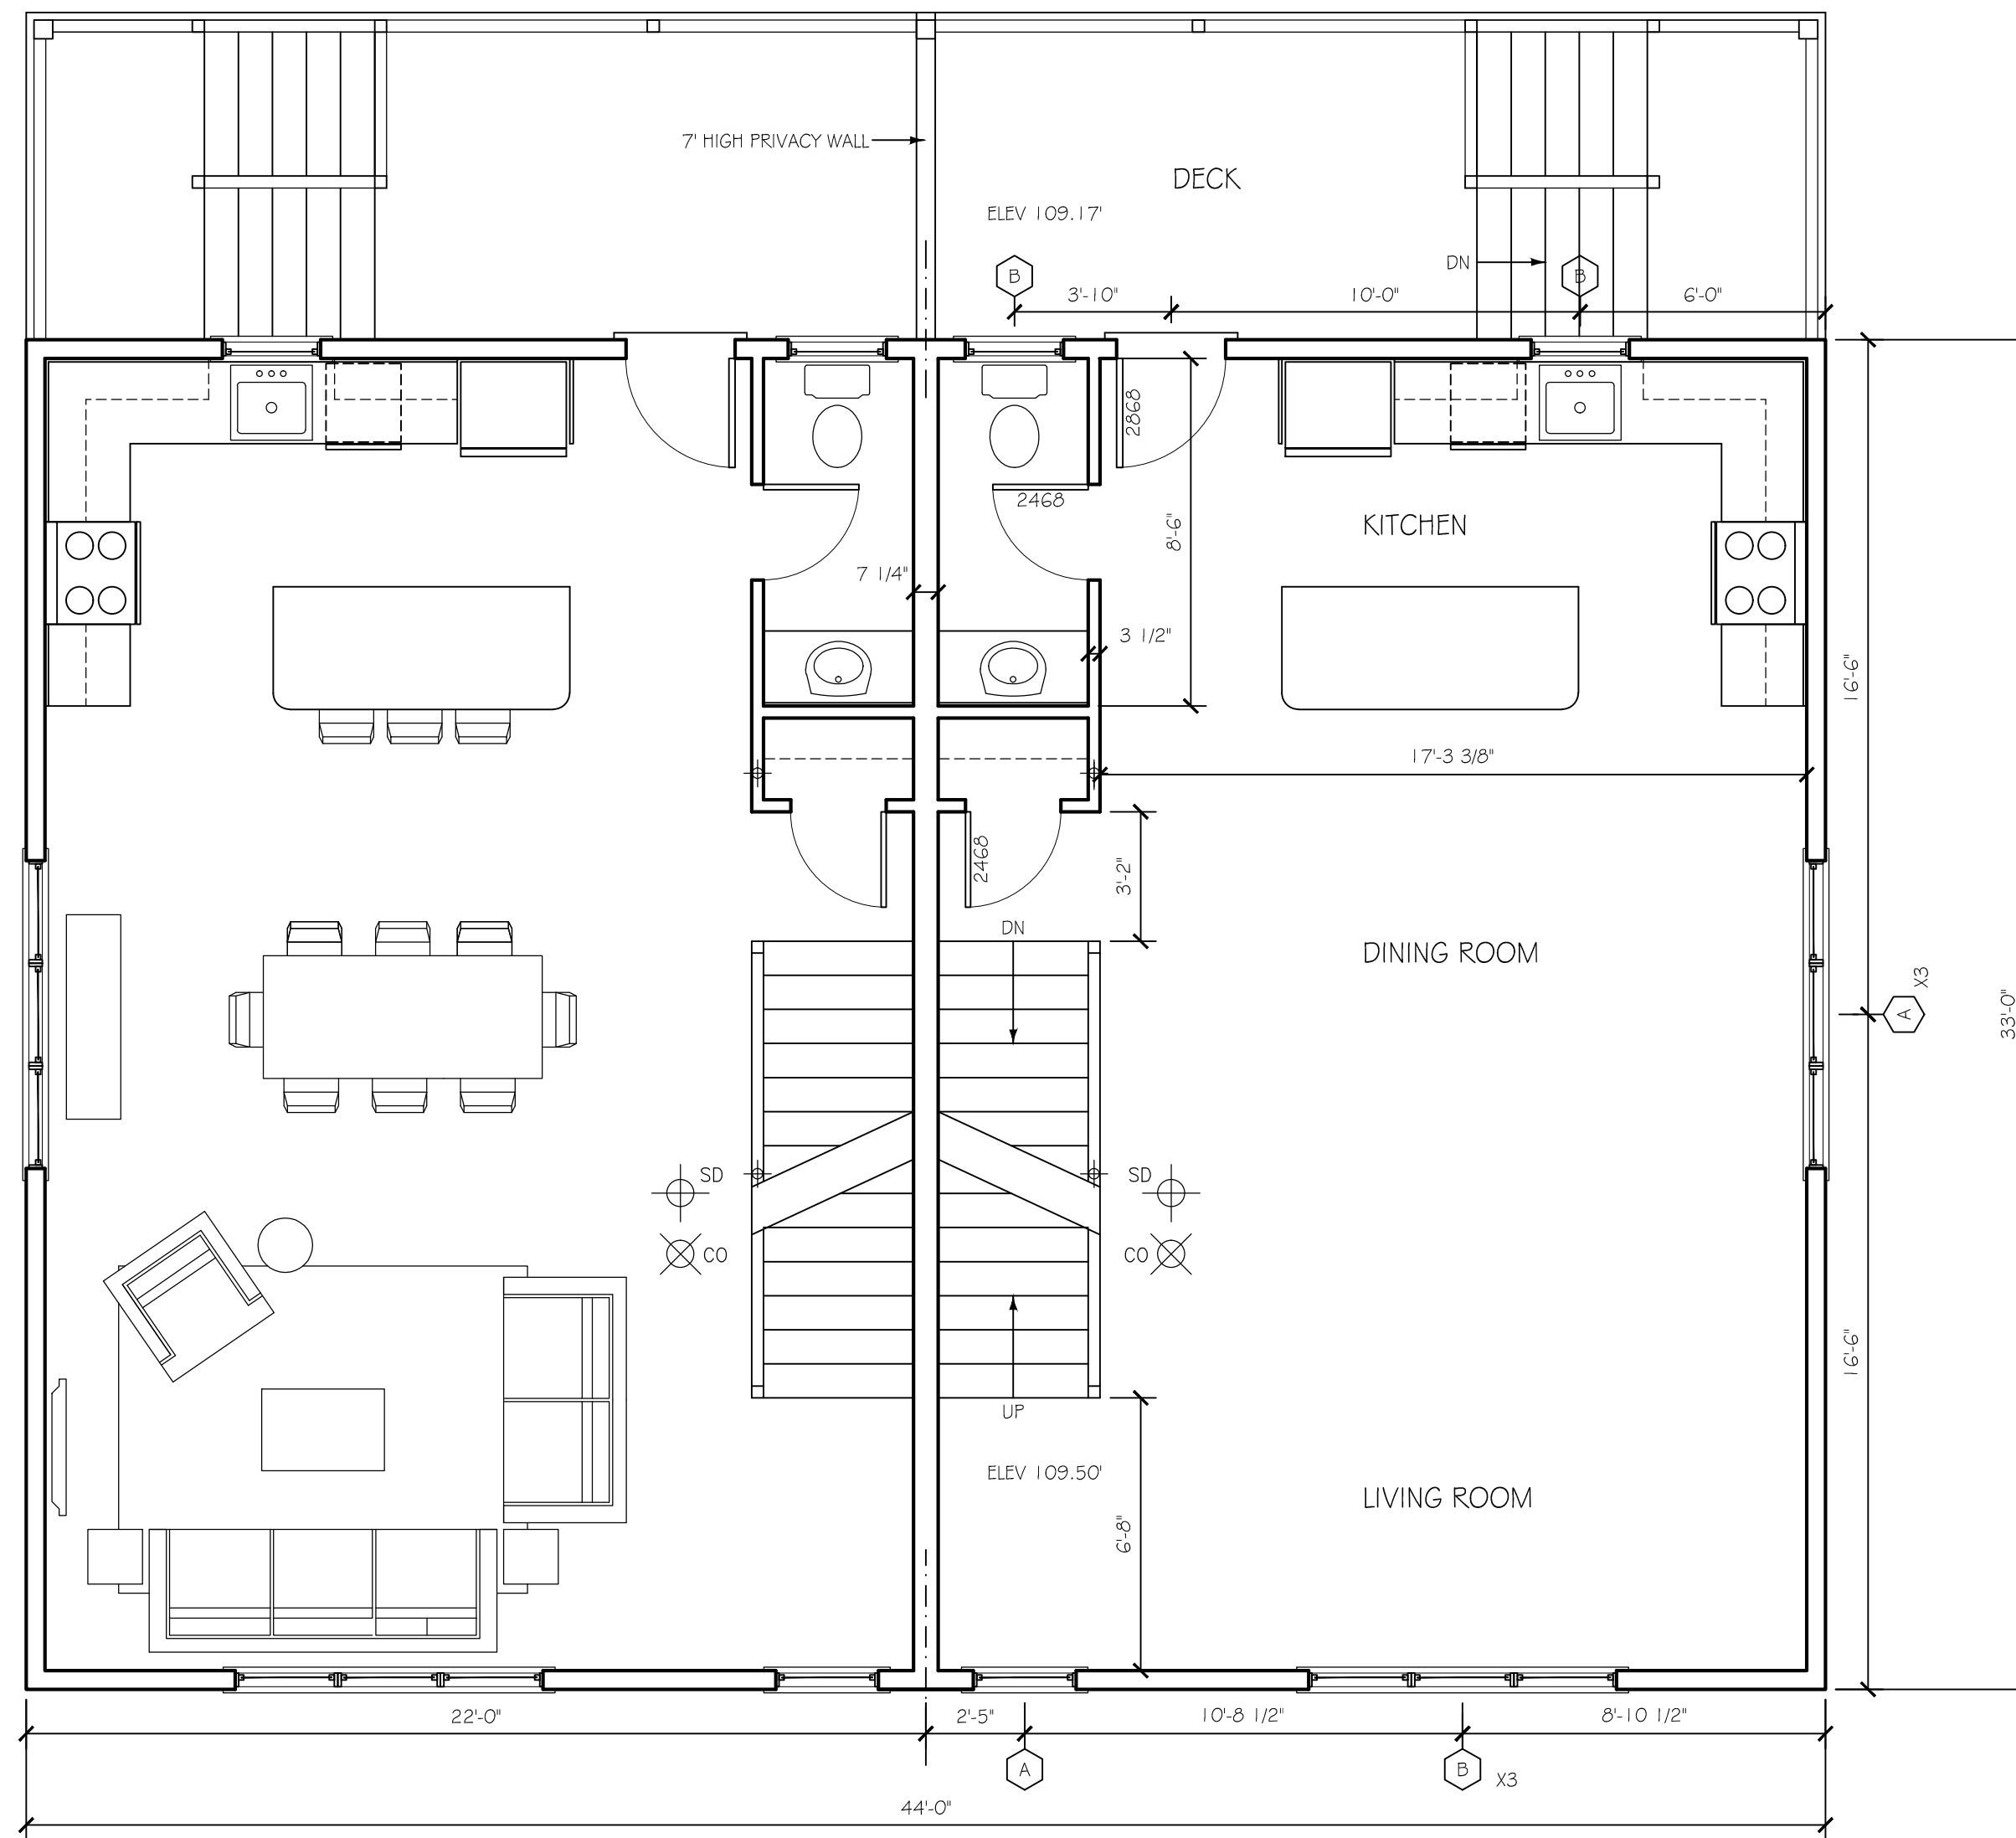 7' HIGH PRIVACY WALL
DECK
ELEV 109.17'
B
DN
B
3'-10"
10'-0"
6'-0"
2868
2468
KITCHEN
8'-6"
7 1/4"
3 1/2"
16'-6"
17'-3 3/8"
2468
3'-2"
DN
DINING ROOM
X3
A
33'-0"
SD
SD
CO
CO
16'-6"
UP
ELEV 109.50'
LIVING ROOM
6'-8"
22'-0"
2'-5"
10'-8 1/2"
8'-10 1/2"
A
B
X3
44'-0"